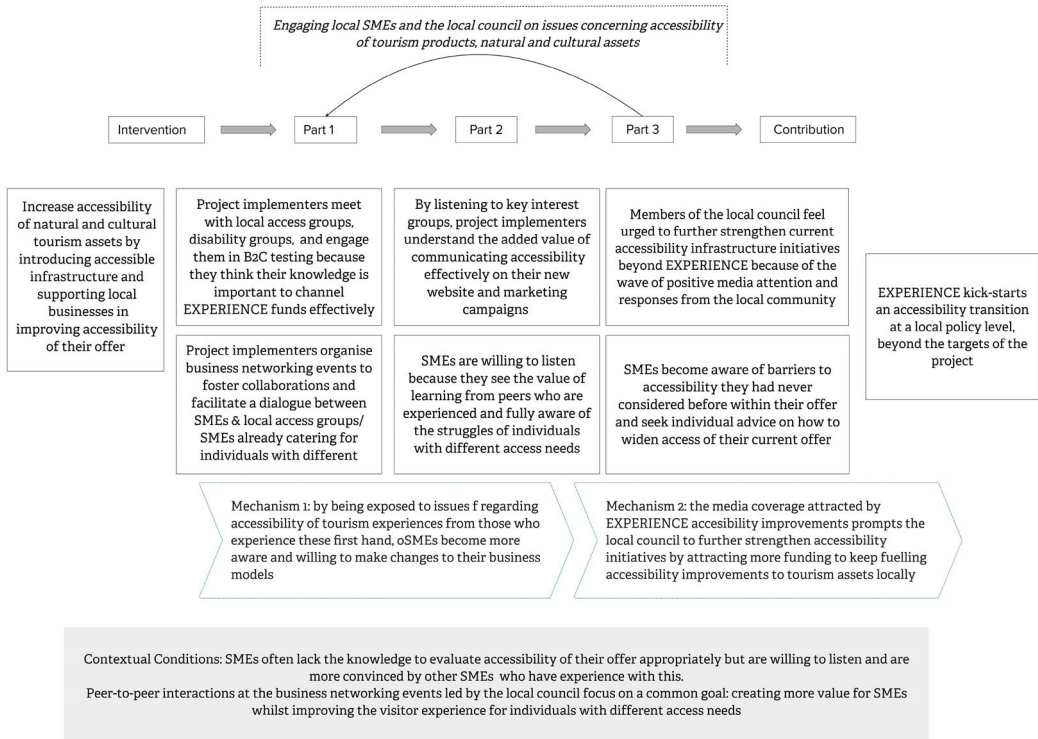 Engaging local SMEs and the local council on issues concerning accessibility
of tourism products, natural and cultural assets
Intervention
Part 1
Part 2
Part 3
Contribution
Increase accessibility
of natural and cultural
tourism assets by
introducing accessible
infrastructure and
supporting local
businesses in
improving accessibility
of their offer
Project implementers meet
with local access groups,
disability groups, and engage
them in B2C testing because
they think their knowledge is
important to channel
EXPERIENCE funds effectively
By listening to key interest
groups, project implementers
understand the added value of
communicating accessibility
effectively on their new
website and marketing
campaigns
Members of the local council feel
urged to further strengthen current
accessibility infrastructure initiatives
beyond EXPERIENCE because of the
wave of positive media attention and
responses from the local community
EXPERIENCE kick-starts
an accessibility transition
at a local policy level,
beyond the targets of the
project
Project implementers organise
business networking events to
foster collaborations and
facilitate a dialogue between
SMEs & local access groups/
SMEs already catering for
individuals with different
SMEs are willing to listen
because they see the value of
learning from peers who are
experienced and fully aware of
the struggles of individuals
with different access needs
SMEs become aware of barriers to
accessibility they had never
considered before within their offer
and seek individual advice on how to
widen access of their current offer
Mechanism 1: by being exposed to issues f regarding
accessibility of tourism experiences from those who
experience these first hand, oSMEs become more
aware and willing to make changes to their business
models
Mechanism 2: the media coverage attracted by
EXPERIENCE accesibility improvements prompts the
local council to further strengthen accessibility
initiatives by attracting more funding to keep fuelling
accessibility improvements to tourism assets locally
Contextual Conditions: SMEs often lack the knowledge to evaluate accessibility of their offer appropriately but are willing to listen and are
more convinced by other SMEs who have experience with this.
Peer-to-peer interactions at the business networking events led by the local council focus on a common goal: creating more value for SMEs
whilst improving the visitor experience for individuals with different access needs